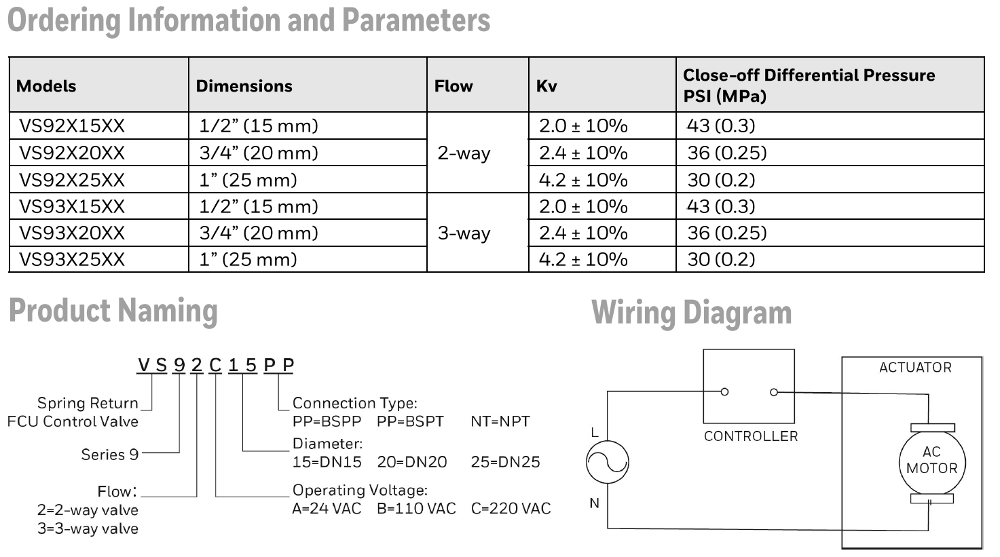 Ordering Information and Parameters
Models Dimensions Flow Kv Close-off Differential Pressure
PSI (MPa)
VS92X15XX 1/2” (15 mm) 2.0 ± 10% 43 (0.3)
VS92X20XX 3/4” (20 mm) 2-way 2.4 ± 10% 36 (0.25)
VS92X25XX 1” (25 mm) 4.2 ± 10% 30 (0.2)
VS93X15XX 1/2” (15 mm) 2.0 ± 10% 43 (0.3)
VS93X20XX 3/4” (20 mm) 3-way 2.4 ± 10% 36 (0.25)
VS93X25XX 1” (25 mm) 4.2 ± 10% 30 (0.2)
Product Naming
VS92C15PP
Spring Return
FCU Control Valve
Series 9
Flow:
2=2-way valve
3=3-way valve
Connection Type:
PP=BSPP PP=BSPT NT=NPT
Diameter:
15=DN15 20=DN20 25=DN25
Operating Voltage:
A=24 VAC B=110 VAC C=220 VAC
Wiring Diagram
ACTUATOR
CONTROLLER
L
AC
MOTOR
N